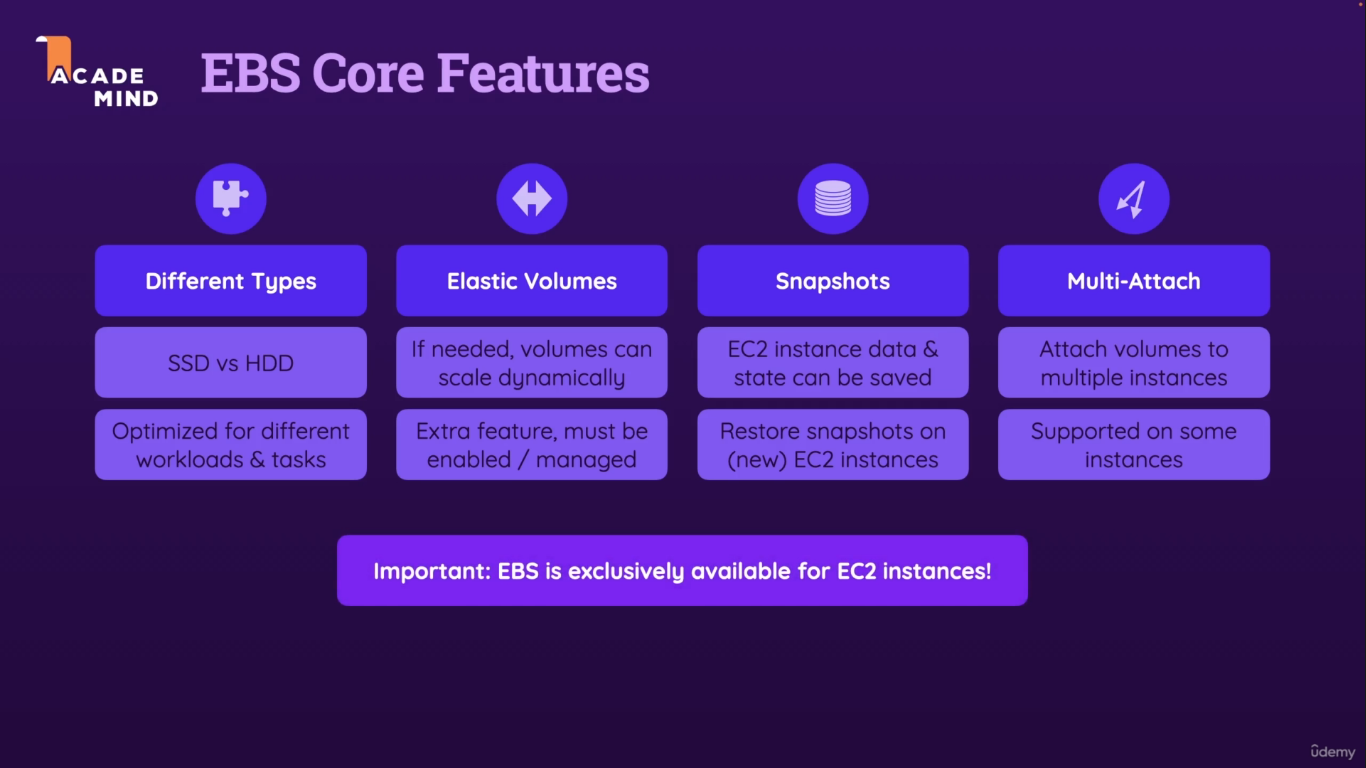 ACADE
MIND
EBS Core Features
Different Types
SSD vs HDD
Optimized for different
workloads & tasks
Elastic Volumes
If needed, volumes can
scale dynamically
Extra feature, must be
enabled / managed
Snapshots
EC2 instance data &
state can be saved
Restore snapshots on
(new) EC2 instances
Multi-Attach
Attach volumes to
multiple instances
Supported on some
instances
Important: EBS is exclusively available for EC2 instances!
udemy